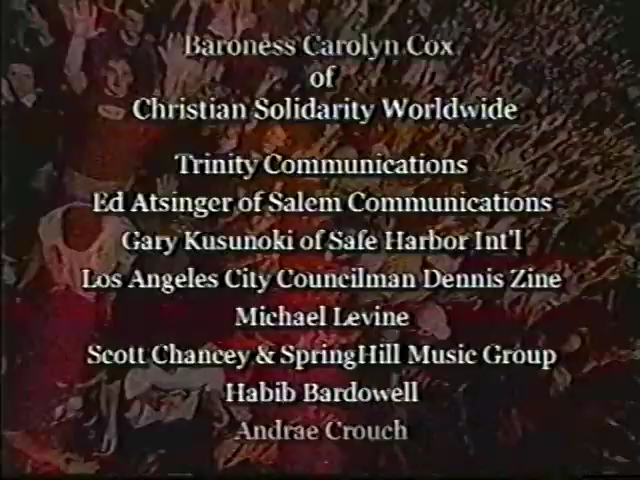 Baroness Carolyn Cox
of
Christian Solidarity Worldwide
Trinity Communications
Ed Atsinger of Salem Communications
Gary Kusunoki of Safe Harbor Int'l
Los Angeles City Councilman Dennis Zine
Michael Levine
Scott Chancey & SpringHill Music Group
Habib Bardowell
Andrae Crouch